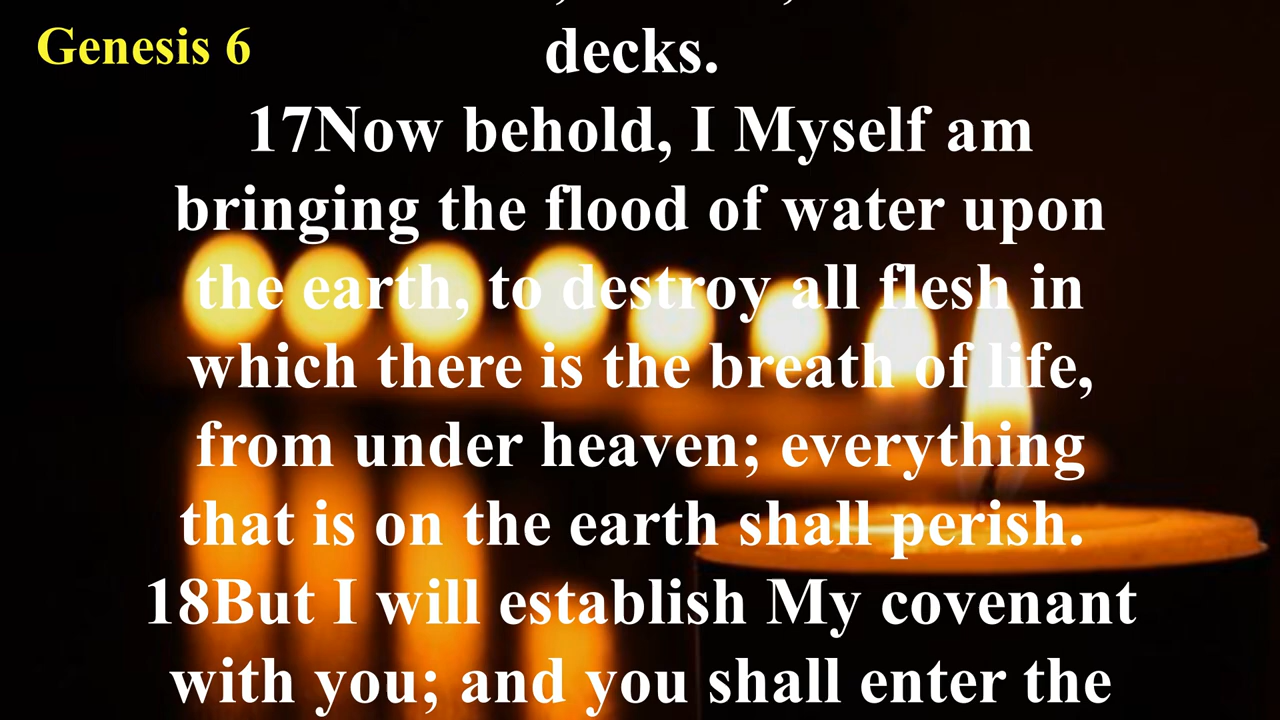 Genesis 6
decks.
17Now behold, I Myself am
bringing the flood of water upon
the earth, to destroy all flesh in
which there is the breath of life,
from under heaven; everything
that is on the earth shall perish.
18But I will establish My covenant
with you; and you shall enter the